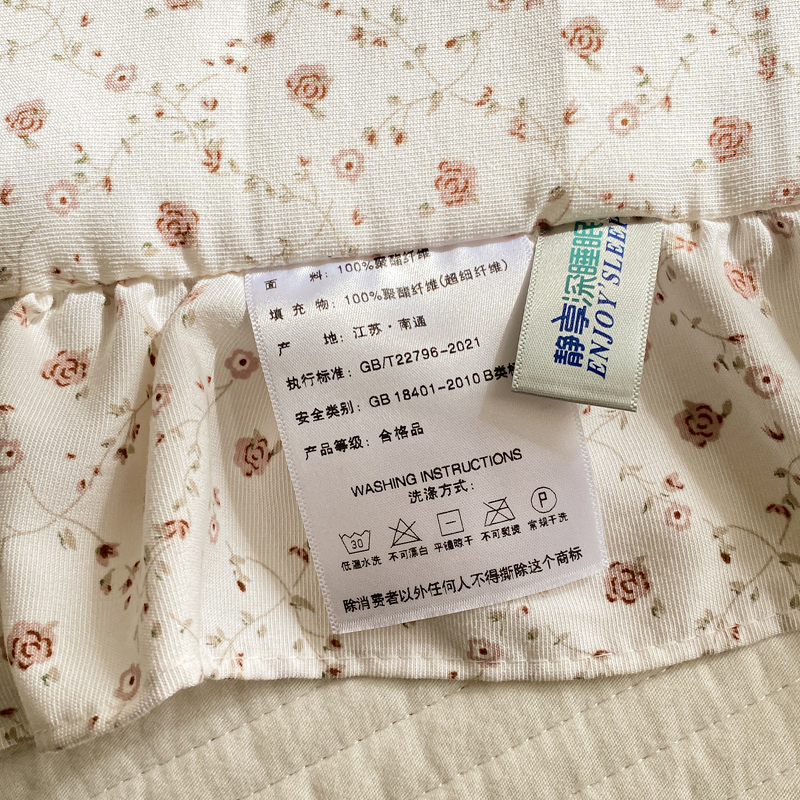 面 料: 100%聚酯纤维
填 充 物: 100%聚酯纤维(超细纤维)
产 地: 江苏·南通
执行标准: GB/T22796-2021
安全类别: GB 18401-2010 B类
产品等级: 合格品
WASHING INSTRUCTIONS
洗涤方式:
30
P
低温水洗 不可漂白 平摊晾干 不可熨烫 常规干洗
除消费者以外任何人不得撕除这个商标
静享深睡眠
ENJOY'SLEEP